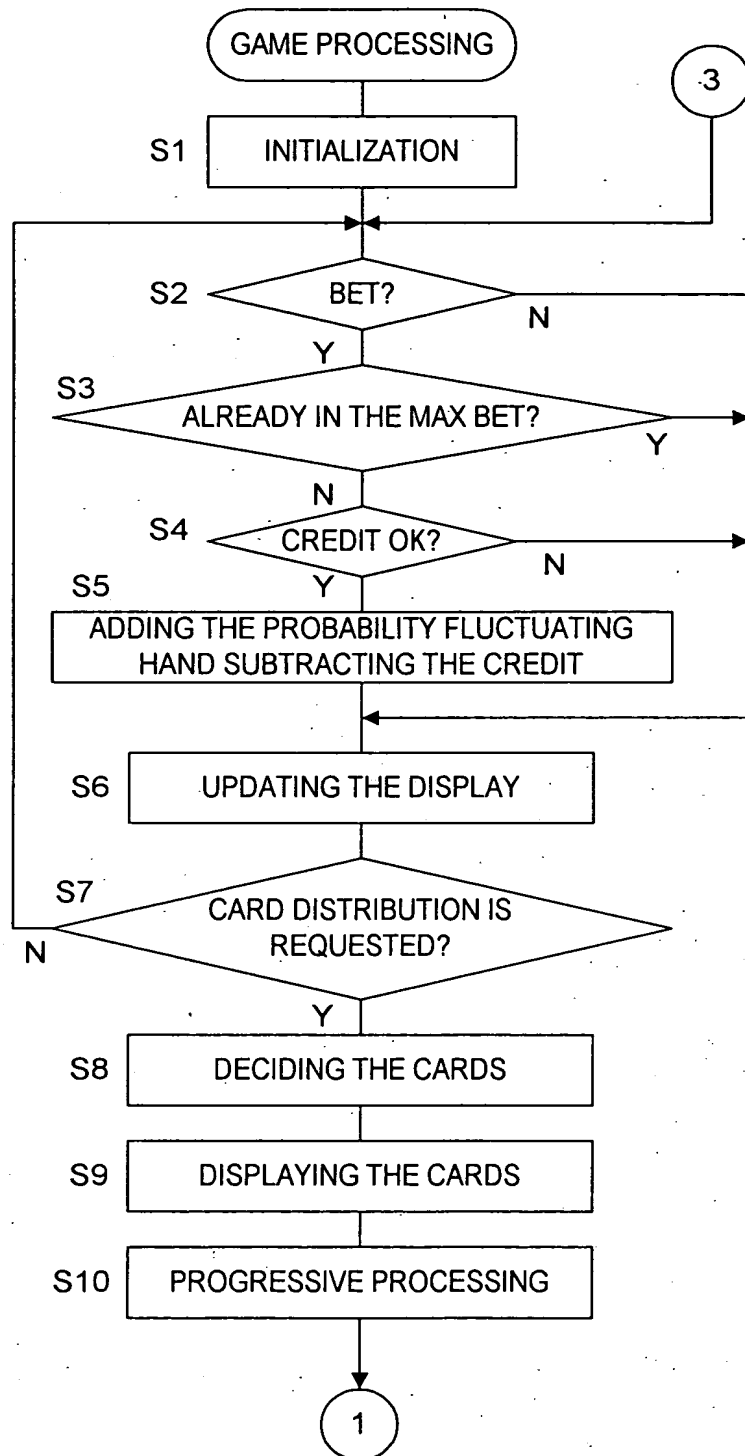 GAME PROCESSING
3
S1
INITIALIZATION
S2
BET?
N
Y
S3
ALREADY IN THE MAX BET?
Y
N
S4
CREDIT OK?
N
Y
S5
ADDING THE PROBABILITY FLUCTUATING
HAND SUBTRACTING THE CREDIT
S6
UPDATING THE DISPLAY
S7
CARD DISTRIBUTION IS
REQUESTED?
N
Y
S8
DECIDING THE CARDS
S9
DISPLAYING THE CARDS
S10
PROGRESSIVE PROCESSING
1